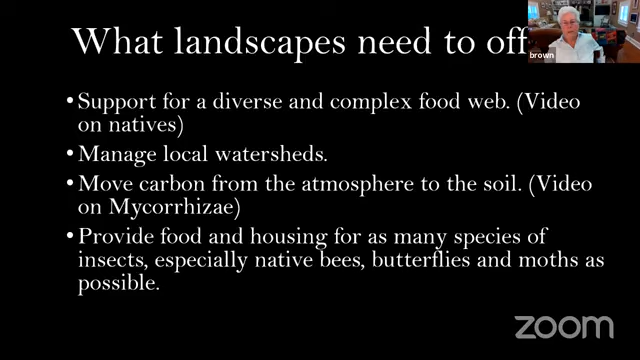 What landscapes need to off
brown
• Support for a diverse and complex food web. (Video
on natives)
• Manage local watersheds.
• Move carbon from the atmosphere to the soil. (Video
on Mycorrhizae)
• Provide food and housing for as many species of
insects, especially native bees, butterflies and moths as
possible.
zoom